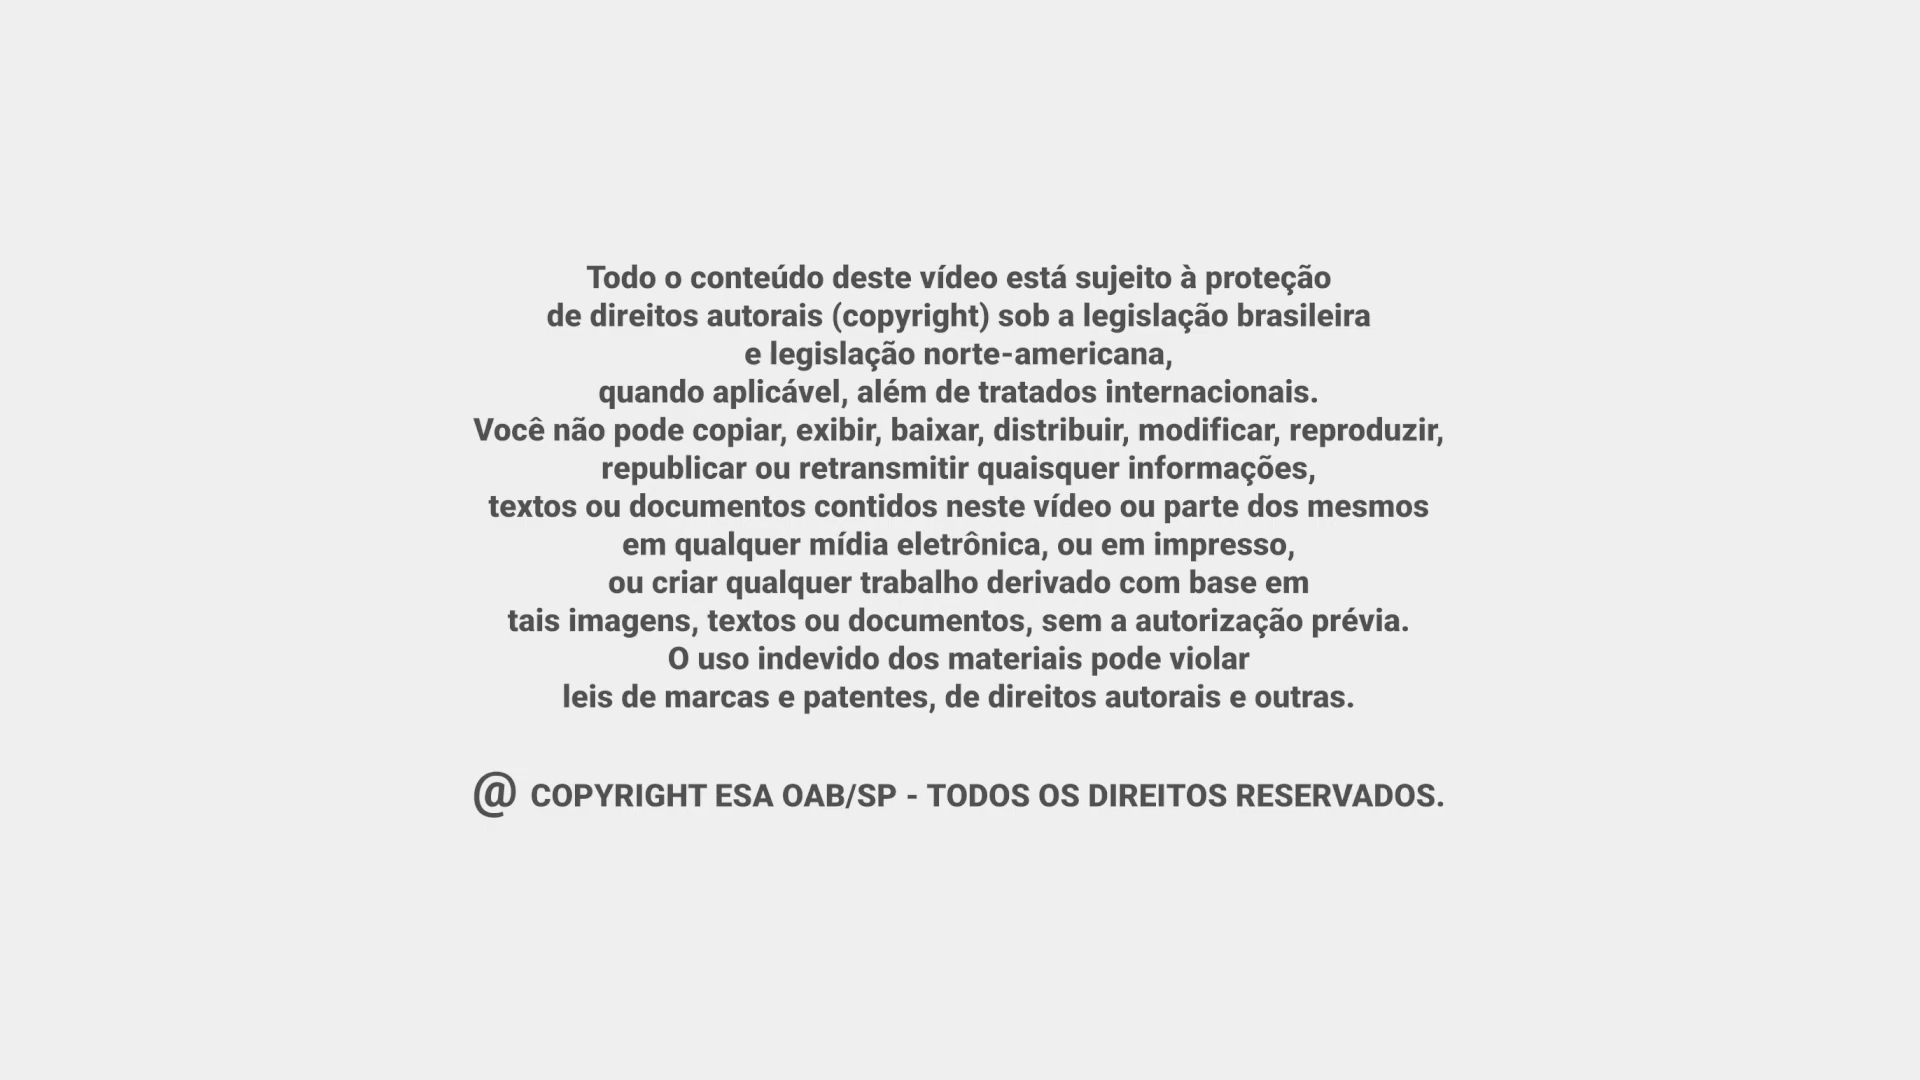 Todo o conteúdo deste vídeo está sujeito à proteção
de direitos autorais (copyright) sob a legislação brasileira
e legislação norte-americana,
quando aplicável, além de tratados internacionais.
Você não pode copiar, exibir, baixar, distribuir, modificar, reproduzir,
republicar ou retransmitir quaisquer informações,
textos ou documentos contidos neste vídeo ou parte dos mesmos
em qualquer mídia eletrônica, ou em impresso,
ou criar qualquer trabalho derivado com base em
tais imagens, textos ou documentos, sem a autorização prévia.
O uso indevido dos materiais pode violar
leis de marcas e patentes, de direitos autorais e outras.
@ COPYRIGHT ESA OAB/SP - TODOS OS DIREITOS RESERVADOS.